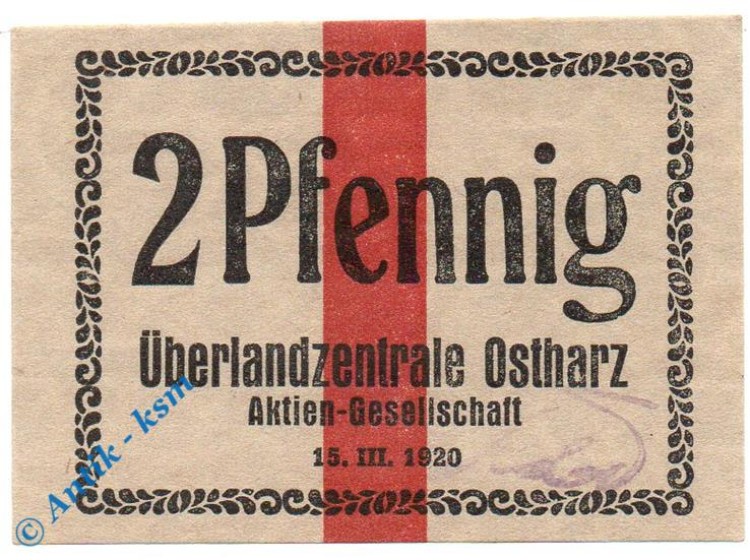 2 Pfennig
Überlandzentrale Ostharz
Aktien-Gesellschaft
15. III. 1920
© Antik - ksm